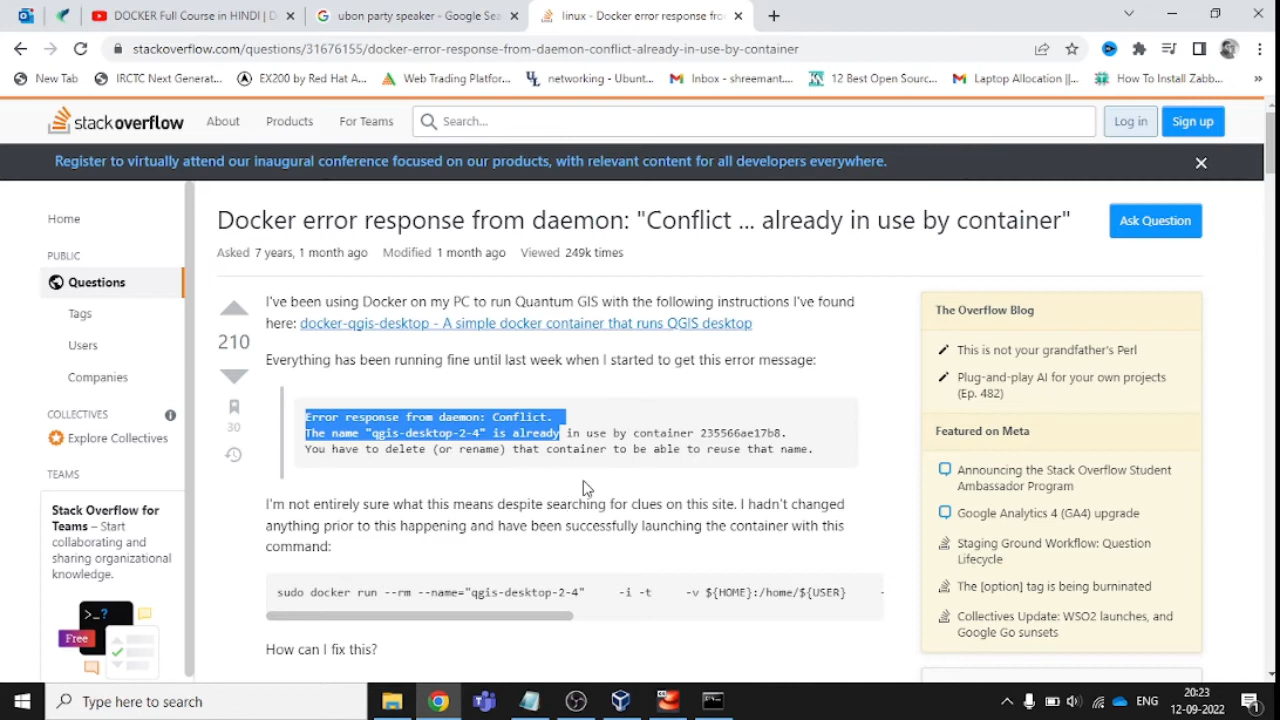 DOCKER Full Course in HINDI | D
ubon party speaker - Google Sea
linux - Docker error response fro
stackoverflow.com/questions/31676155/docker-error-response-from-daemon-conflict-already-in-use-by-container
New Tab
IRCTC Next Generat...
EX200 by Red Hat A...
Web Trading Platfor...
networking - Ubunt...
Inbox - shreemant....
12 Best Open Sourc...
Laptop Allocation ||...
How To Install Zabb...
stackoverflow
About
Products
For Teams
Search...
Log in
Sign up
Register to virtually attend our inaugural conference focused on our products, with relevant content for all developers everywhere.
Home
PUBLIC
Questions
Tags
Users
Companies
COLLECTIVES
Explore Collectives
TEAMS
Stack Overflow for
Teams – Start
collaborating and
sharing organizational
knowledge.
>_?
Free
Docker error response from daemon: "Conflict ... already in use by container"
Ask Question
Asked 7 years, 1 month ago
Modified 1 month ago
Viewed 249k times
210
30
I've been using Docker on my PC to run Quantum GIS with the following instructions I've found
here: docker-qgis-desktop - A simple docker container that runs QGIS desktop
Everything has been running fine until last week when I started to get this error message:
Error response from daemon: Conflict.
The name "qgis-desktop-2-4" is already in use by container 235566ae17b8.
You have to delete (or rename) that container to be able to reuse that name.
I'm not entirely sure what this means despite searching for clues on this site. I hadn't changed
anything prior to this happening and have been successfully launching the container with this
command:
sudo docker run --rm --name="qgis-desktop-2-4" -i -t -v ${HOME}:/home/${USER} -
How can I fix this?
The Overflow Blog
This is not your grandfather's Perl
Plug-and-play AI for your own projects
(Ep. 482)
Featured on Meta
Announcing the Stack Overflow Student
Ambassador Program
Google Analytics 4 (GA4) upgrade
Staging Ground Workflow: Question
Lifecycle
The [option] tag is being burninated
Collectives Update: WSO2 launches, and
Google Go sunsets
Type here to search
ENG
20:23
12-09-2022
1